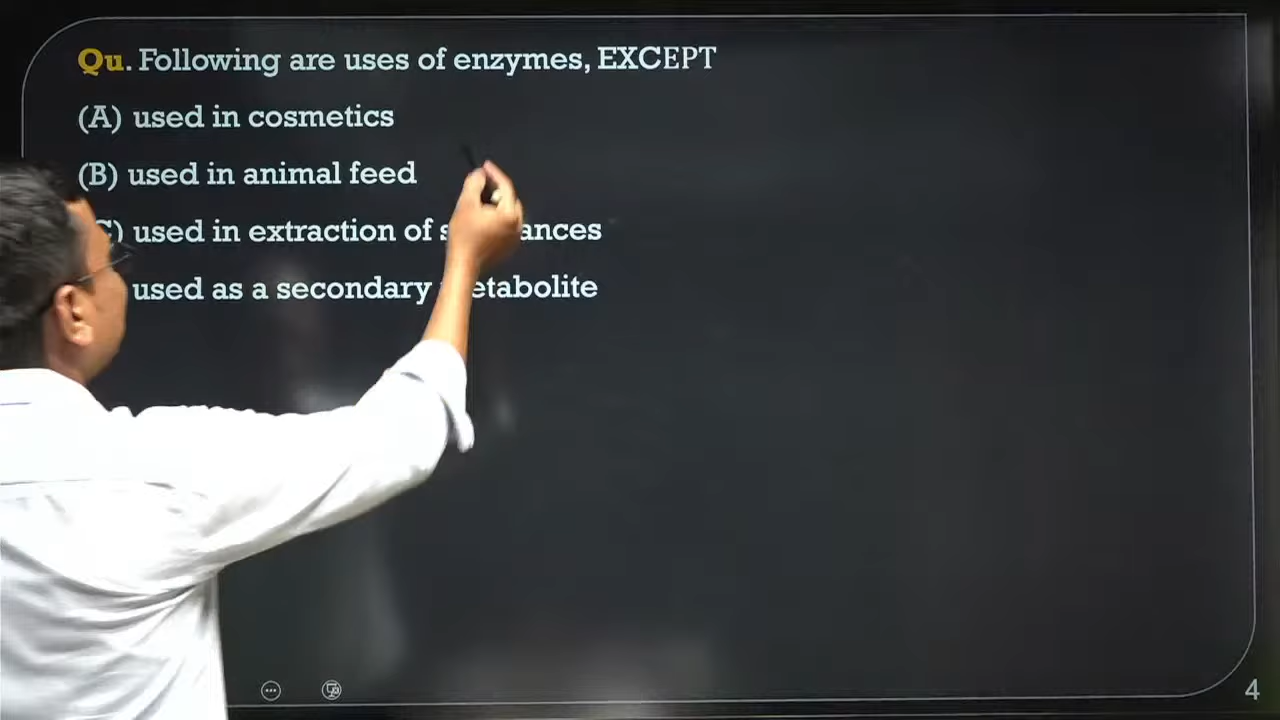 Qu. Following are uses of enzymes, EXCEPT
(A) used in cosmetics
(B) used in animal feed
C) used in extraction of
used as a secondary
4